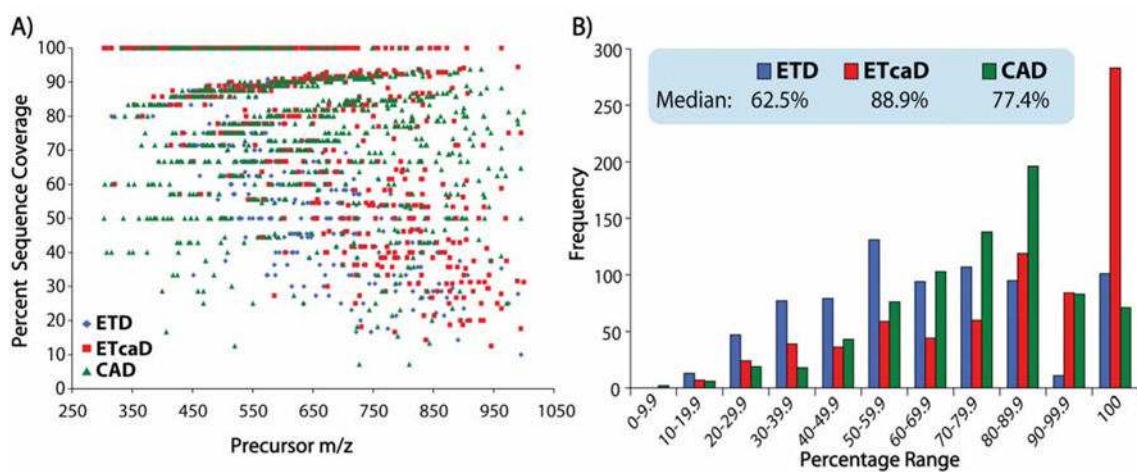 A)
Percent Sequence Coverage
100
90
80
70
60
50
40
30
20
10
0
ETD
ETcaD
CAD
250 350 450 550 650 750 850 950 1050
Precursor m/z
B)
ETD ETcaD CAD
Median: 62.5% 88.9% 77.4%
Frequency
300
250
200
150
100
50
0
0-9.9 10-19.9 20-29.9 30-39.9 40-49.9 50-59.9 60-69.9 70-79.9 80-89.9 90-99.9 100
Percentage Range